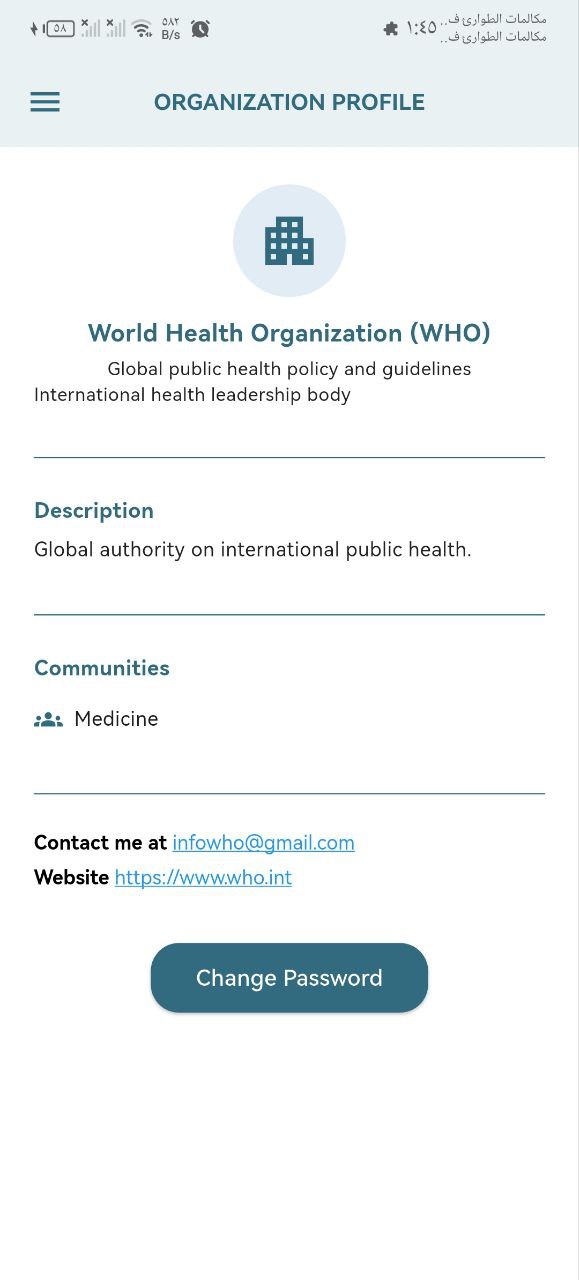 ٥٨
٥٨٢
B/s
١:٤٥
مكالمات الطوارئ ف..
مكالمات الطوارئ ف..
ORGANIZATION PROFILE
World Health Organization (WHO)
Global public health policy and guidelines
International health leadership body
Description
Global authority on international public health.
Communities
Medicine
Contact me at infowho@gmail.com
Website https://www.who.int
Change Password